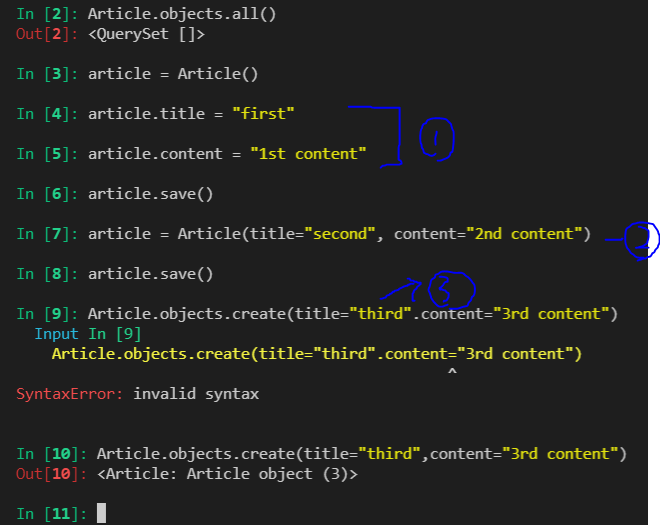 In [2]: Article.objects.all()
Out[2]: <QuerySet []>
In [3]: article = Article()
In [4]: article.title = "first"
1
In [5]: article.content = "1st content"
In [6]: article.save()
In [7]: article = Article(title="second", content="2nd content")
2
In [8]: article.save()
3
In [9]: Article.objects.create(title="third".content="3rd content")
Input In [9]
Article.objects.create(title="third".content="3rd content")
^
SyntaxError: invalid syntax
In [10]: Article.objects.create(title="third",content="3rd content")
Out[10]: <Article: Article object (3)>
In [11]: